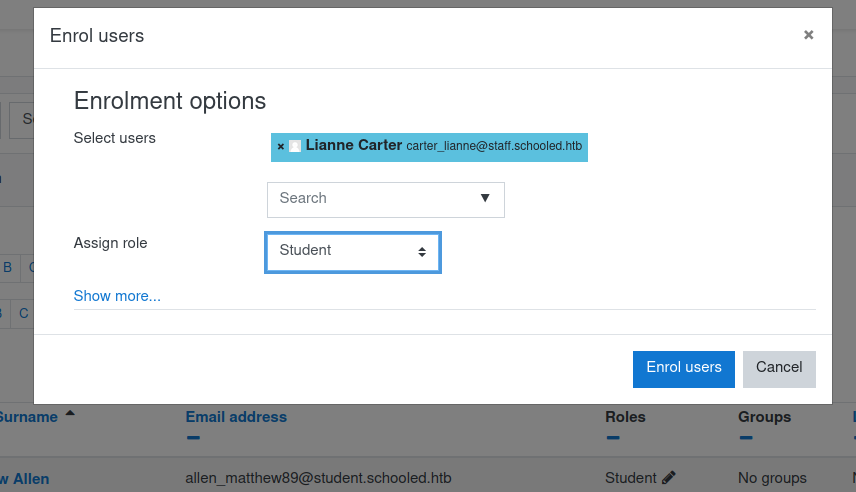 Enrol users ×
Enrolment options
Select users
× Lianne Carter carter_lianne@staff.schooled.htb
Search ▼
Assign role
Student
Show more...
Enrol users Cancel
B
C
Surname Email address Roles Groups
w Allen allen_matthew89@student.schooled.htb Student No groups